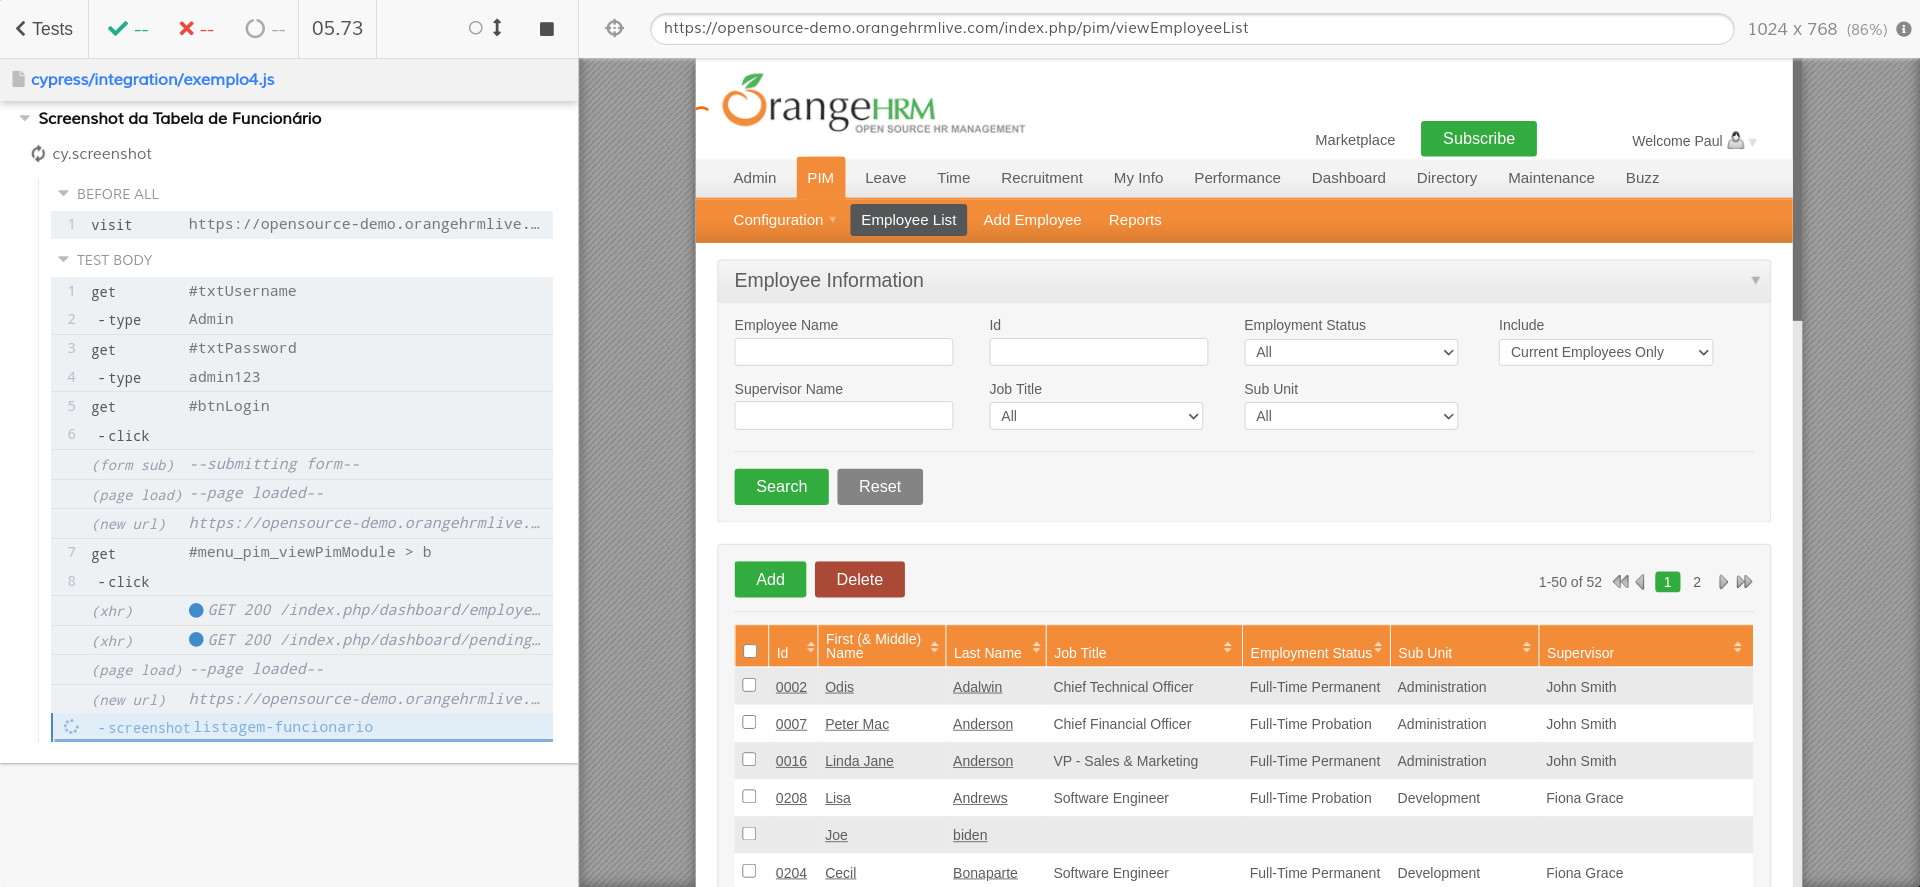 Tests -- -- -- 05.73
cypress/integration/exemplo4.js
Screenshot da Tabela de Funcionário
cy.screenshot
BEFORE ALL
1 visit https://opensource-demo.orangehrmlive.…
TEST BODY
1 get #txtUsername
2 -type Admin
3 get #txtPassword
4 -type admin123
5 get #btnLogin
6 -click
(form sub) --submitting form--
(page load) --page loaded--
(new url) https://opensource-demo.orangehrmlive.…
7 get #menu_pim_viewPimModule > b
8 -click
(xhr) GET 200 /index.php/dashboard/employe…
(xhr) GET 200 /index.php/dashboard/pending…
(page load) --page loaded--
(new url) https://opensource-demo.orangehrmlive.…
-screenshot listagem-funcionario
https://opensource-demo.orangehrmlive.com/index.php/pim/viewEmployeeList
1024 x 768 (86%)
OrangeHRM
OPEN SOURCE HR MANAGEMENT
Marketplace Subscribe Welcome Paul
Admin PIM Leave Time Recruitment My Info Performance Dashboard Directory Maintenance Buzz
Configuration Employee List Add Employee Reports
Employee Information
Employee Name Id Employment Status Include
All Current Employees Only
Supervisor Name Job Title Sub Unit
All All
Search Reset
Add Delete 1-50 of 52 1 2
Id First (& Middle) Name Last Name Job Title Employment Status Sub Unit Supervisor
0002 Odis Adalwin Chief Technical Officer Full-Time Permanent Administration John Smith
0007 Peter Mac Anderson Chief Financial Officer Full-Time Probation Administration John Smith
0016 Linda Jane Anderson VP - Sales & Marketing Full-Time Permanent Administration John Smith
0208 Lisa Andrews Software Engineer Full-Time Probation Development Fiona Grace
Joe biden
0204 Cecil Bonaparte Software Engineer Full-Time Permanent Development Fiona Grace